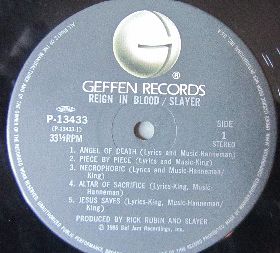 ®
GEFFEN RECORDS
REIGN IN BLOOD/SLAYER
P-13433
(P-13433-1)
33⅓RPM
SIDE
1
STEREO
1. ANGEL OF DEATH (Lyrics and Music-Hanneman)
2. PIECE BY PIECE (Lyrics and Music-King)
3. NECROPHOBIC (Lyrics and Music-Hanneman/
King)
4. ALTAR OF SACRIFICE (Lyrics-King, Music-
Hanneman)
5. JESUS SAVES (Lyrics-King, Music-Hanneman/
King)
PRODUCED BY RICK RUBIN AND SLAYER
1986 Def Jam Recordings, Inc.